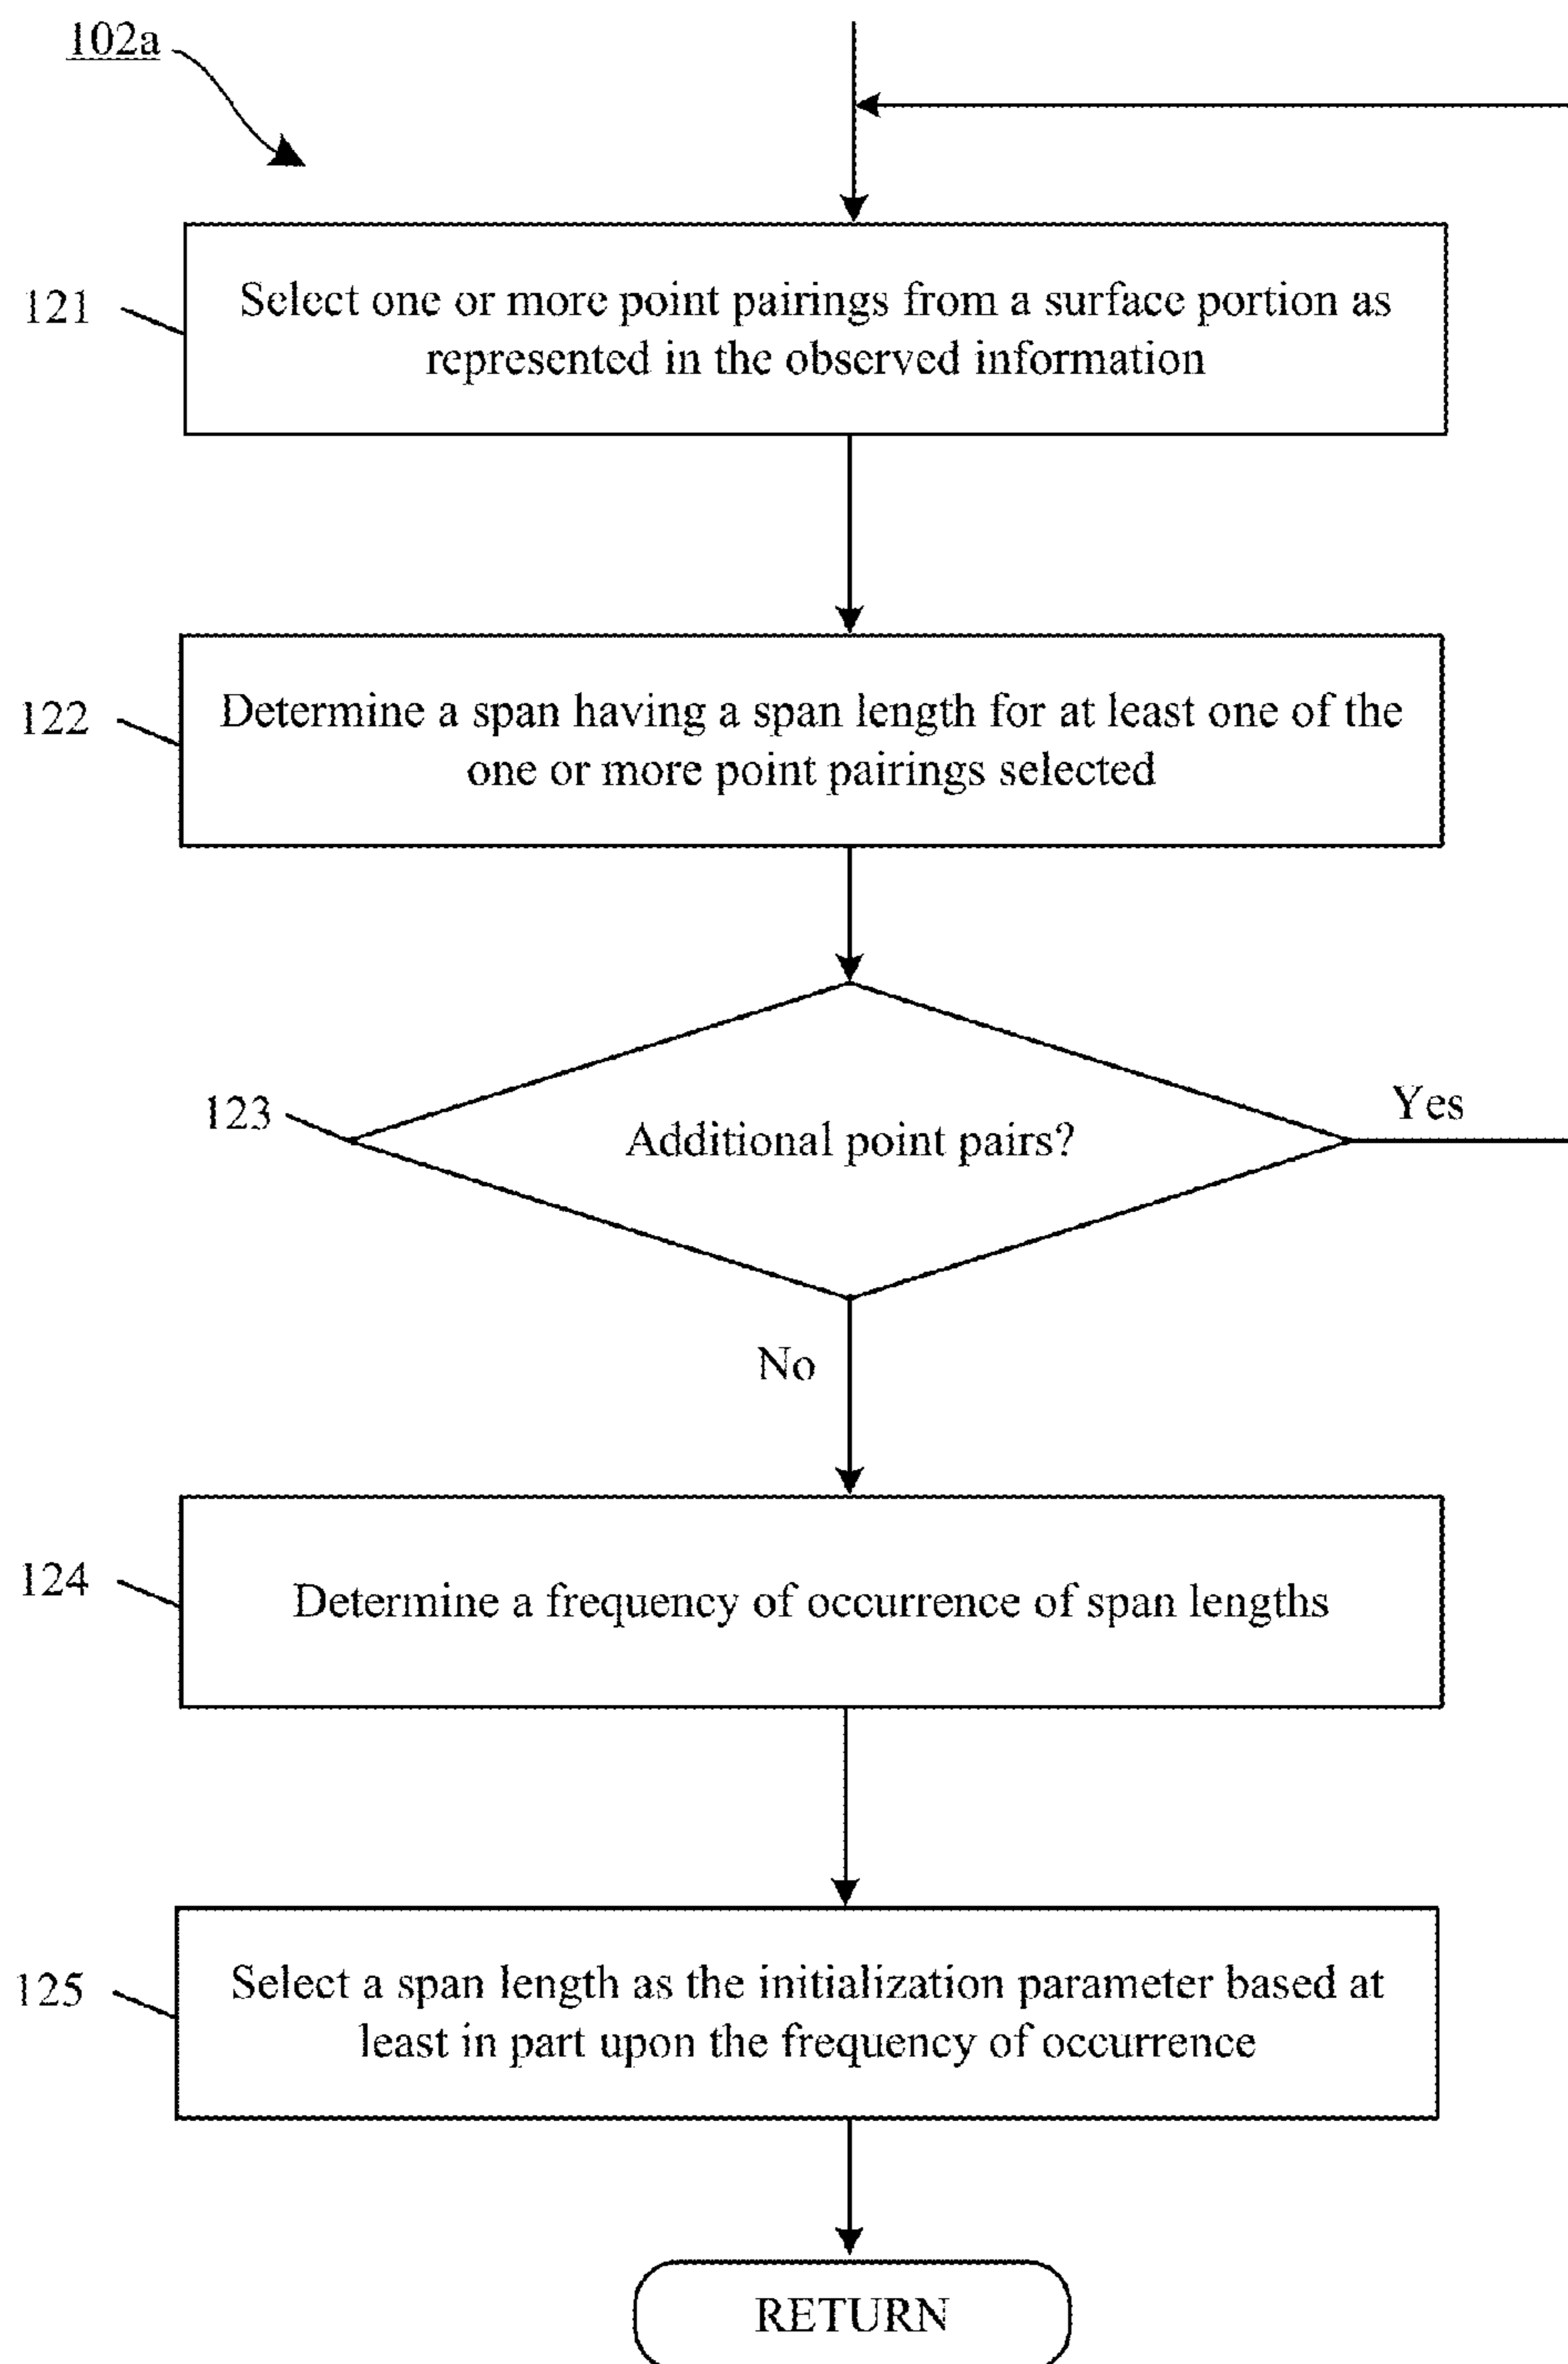 102a
121
Select one or more point pairings from a surface portion as
represented in the observed information
122
Determine a span having a span length for at least one of the
one or more point pairings selected
123
Additional point pairs?
Yes
No
124
Determine a frequency of occurrence of span lengths
125
Select a span length as the initialization parameter based at
least in part upon the frequency of occurrence
RETURN